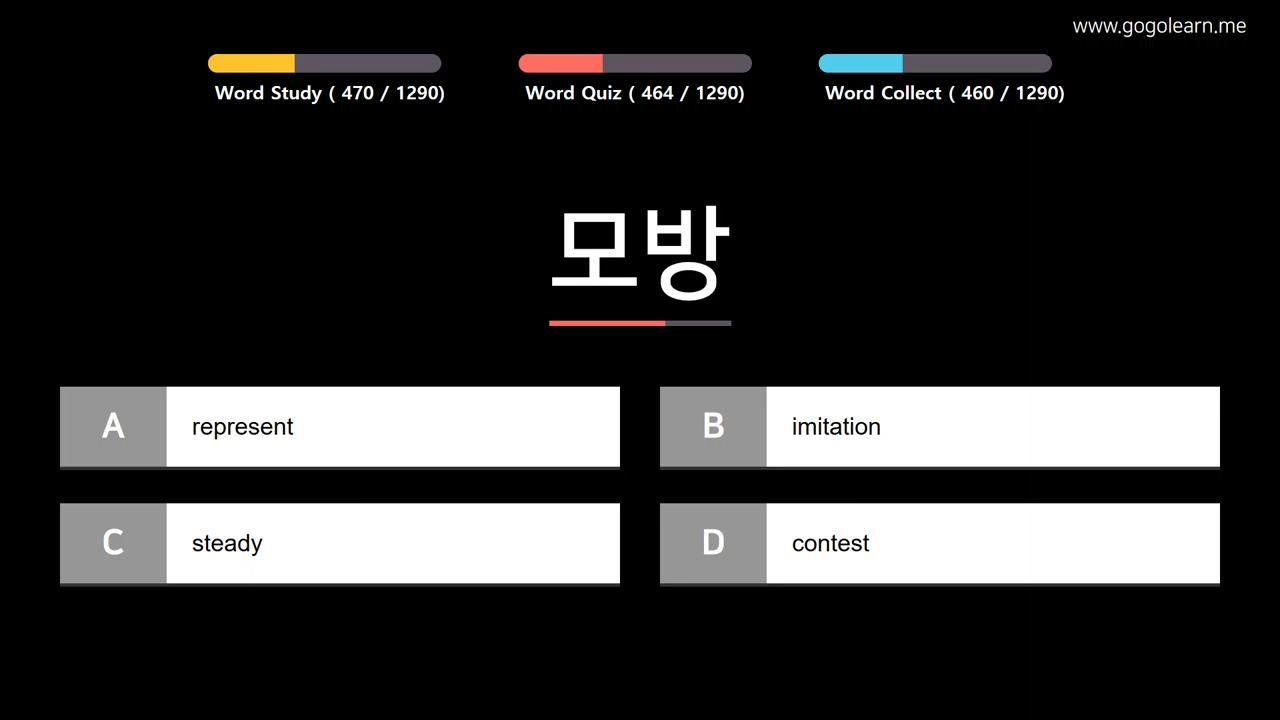 www.gogolearn.me
Word Study ( 470 / 1290)
Word Quiz ( 464 / 1290)
Word Collect ( 460 / 1290)
모방
A represent
B imitation
C steady
D contest